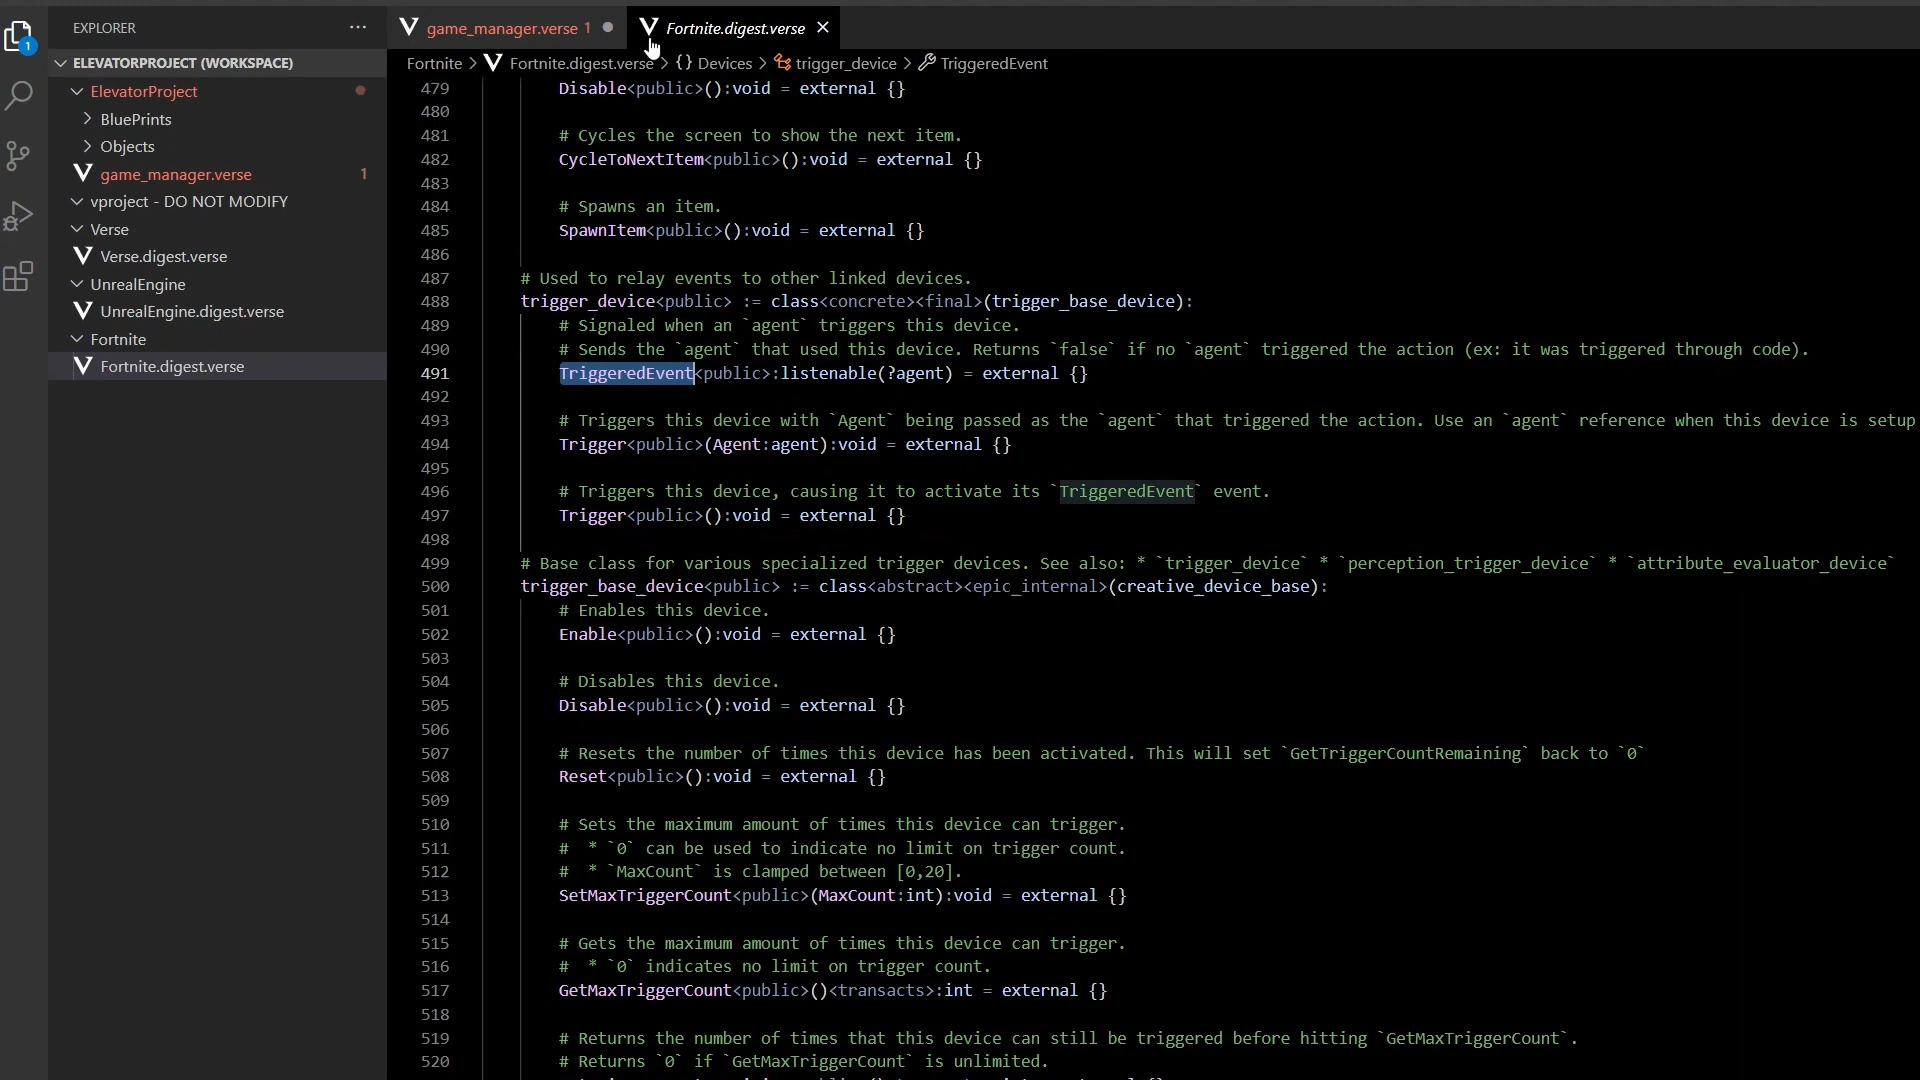 EXPLORER
ELEVATORPROJECT (WORKSPACE)
ElevatorProject
BluePrints
Objects
game_manager.verse 1
vproject - DO NOT MODIFY
Verse
Verse.digest.verse
UnrealEngine
UnrealEngine.digest.verse
Fortnite
Fortnite.digest.verse
1
game_manager.verse 1
Fortnite.digest.verse
Fortnite > Fortnite.digest.verse > {} Devices > trigger_device > TriggeredEvent
479 Disable<public>():void = external {}
480
481 # Cycles the screen to show the next item.
482 CycleToNextItem<public>():void = external {}
483
484 # Spawns an item.
485 SpawnItem<public>():void = external {}
486
487 # Used to relay events to other linked devices.
488 trigger_device<public> := class<concrete><final>(trigger_base_device):
489 # Signaled when an `agent` triggers this device.
490 # Sends the `agent` that used this device. Returns `false` if no `agent` triggered the action (ex: it was triggered through code).
491 TriggeredEvent<public>:listenable(?agent) = external {}
492
493 # Triggers this device with `Agent` being passed as the `agent` that triggered the action. Use an `agent` reference when this device is setup
494 Trigger<public>(Agent:agent):void = external {}
495
496 # Triggers this device, causing it to activate its `TriggeredEvent` event.
497 Trigger<public>():void = external {}
498
499 # Base class for various specialized trigger devices. See also: * `trigger_device` * `perception_trigger_device` * `attribute_evaluator_device`
500 trigger_base_device<public> := class<abstract><epic_internal>(creative_device_base):
501 # Enables this device.
502 Enable<public>():void = external {}
503
504 # Disables this device.
505 Disable<public>():void = external {}
506
507 # Resets the number of times this device has been activated. This will set `GetTriggerCountRemaining` back to `0`
508 Reset<public>():void = external {}
509
510 # Sets the maximum amount of times this device can trigger.
511 # * `0` can be used to indicate no limit on trigger count.
512 # * `MaxCount` is clamped between [0,20].
513 SetMaxTriggerCount<public>(MaxCount:int):void = external {}
514
515 # Gets the maximum amount of times this device can trigger.
516 # * `0` indicates no limit on trigger count.
517 GetMaxTriggerCount<public>()<transacts>:int = external {}
518
519 # Returns the number of times that this device can still be triggered before hitting `GetMaxTriggerCount`.
520 # Returns `0` if `GetMaxTriggerCount` is unlimited.